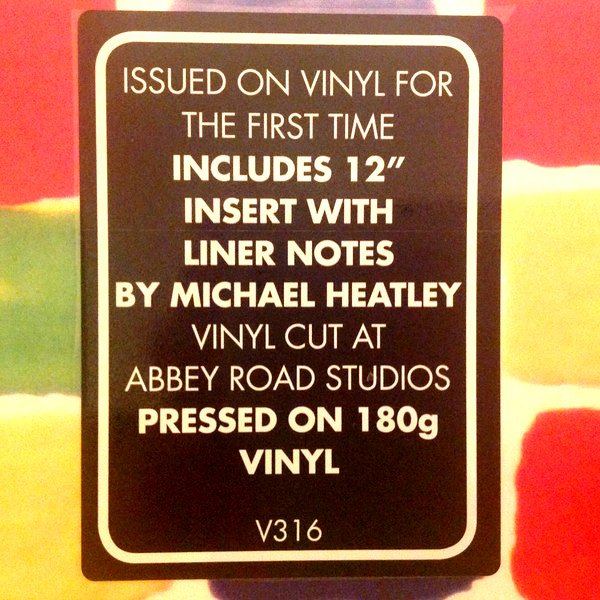 ISSUED ON VINYL FOR
THE FIRST TIME
INCLUDES 12”
INSERT WITH
LINER NOTES
BY MICHAEL HEATLEY
VINYL CUT AT
ABBEY ROAD STUDIOS
PRESSED ON 180g
VINYL
V316